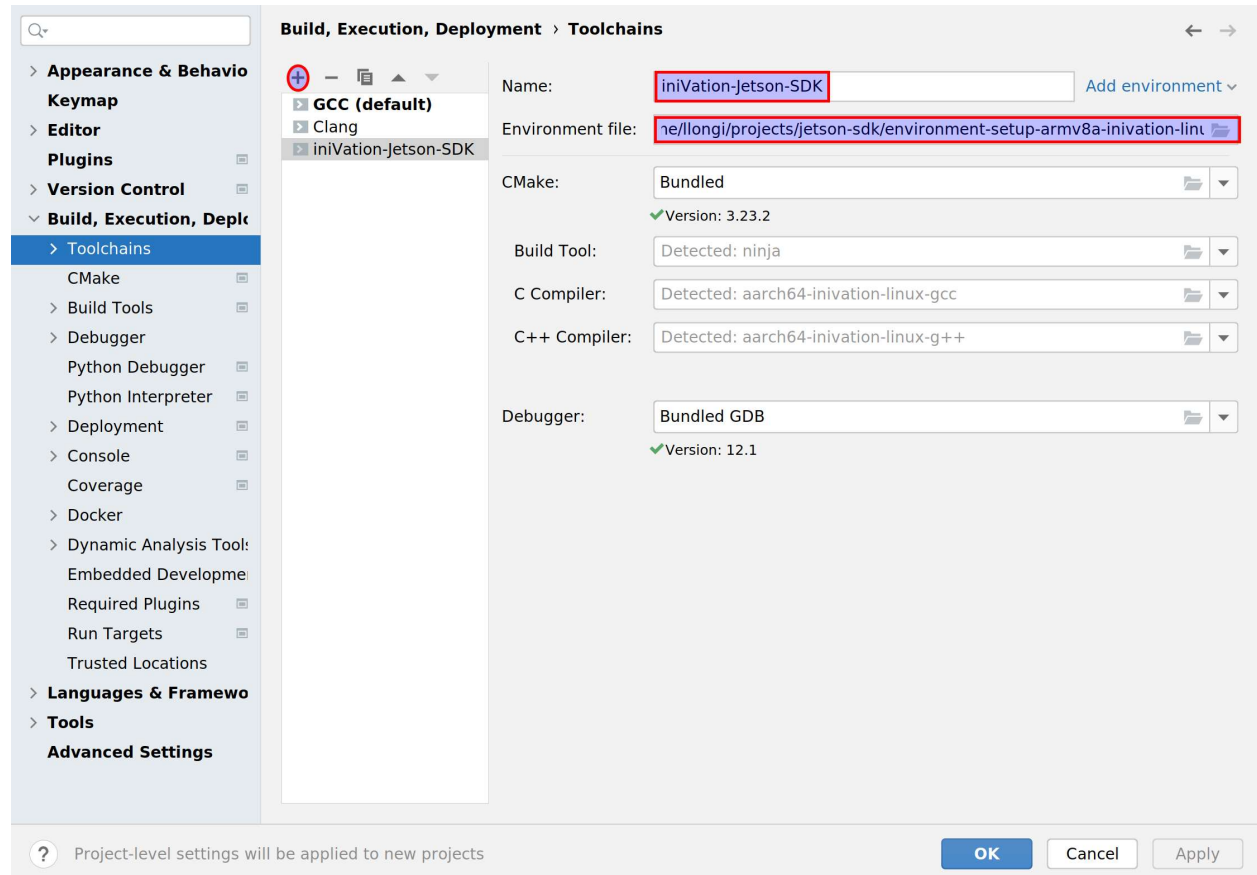 Build, Execution, Deployment › Toolchains
Appearance & Behavio
Keymap
Editor
Plugins
Version Control
Build, Execution, Deplo
Toolchains
CMake
Build Tools
Debugger
Python Debugger
Python Interpreter
Deployment
Console
Coverage
Docker
Dynamic Analysis Tools
Embedded Developme
Required Plugins
Run Targets
Trusted Locations
Languages & Framewo
Tools
Advanced Settings
GCC (default)
Clang
iniVation-Jetson-SDK
Name: iniVation-Jetson-SDK Add environment
Environment file: ne/llongi/projects/jetson-sdk/environment-setup-armv8a-inivation-linu
CMake: Bundled
Version: 3.23.2
Build Tool: Detected: ninja
C Compiler: Detected: aarch64-inivation-linux-gcc
C++ Compiler: Detected: aarch64-inivation-linux-g++
Debugger: Bundled GDB
Version: 12.1
? Project-level settings will be applied to new projects
OK Cancel Apply